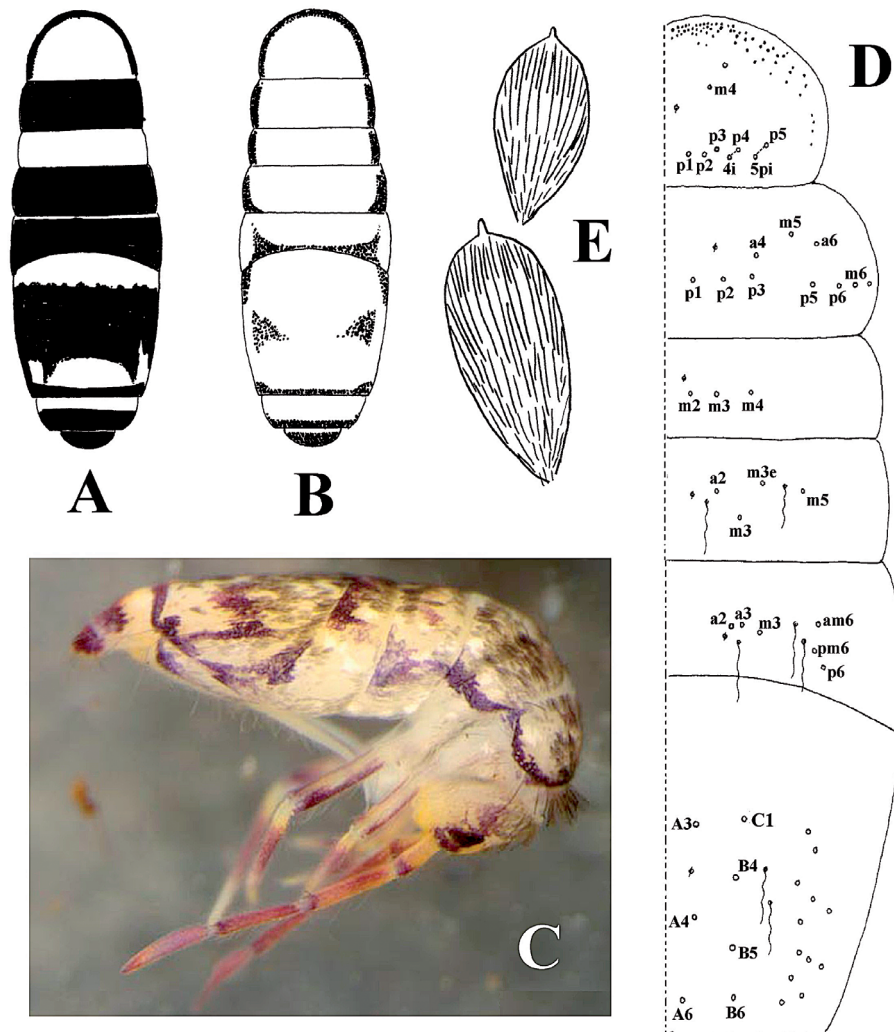 A
B
C
E
D
m4
p3 p4 p5
p1 p2 4i 5pi
m5
a4 a6
p1 p2 p3 p5 p6 m6
m2 m3 m4
a2 m3e
m3 m5
a2 a3 m3 am6
pm6
p6
A3 C1
B4
A4
B5
A6 B6